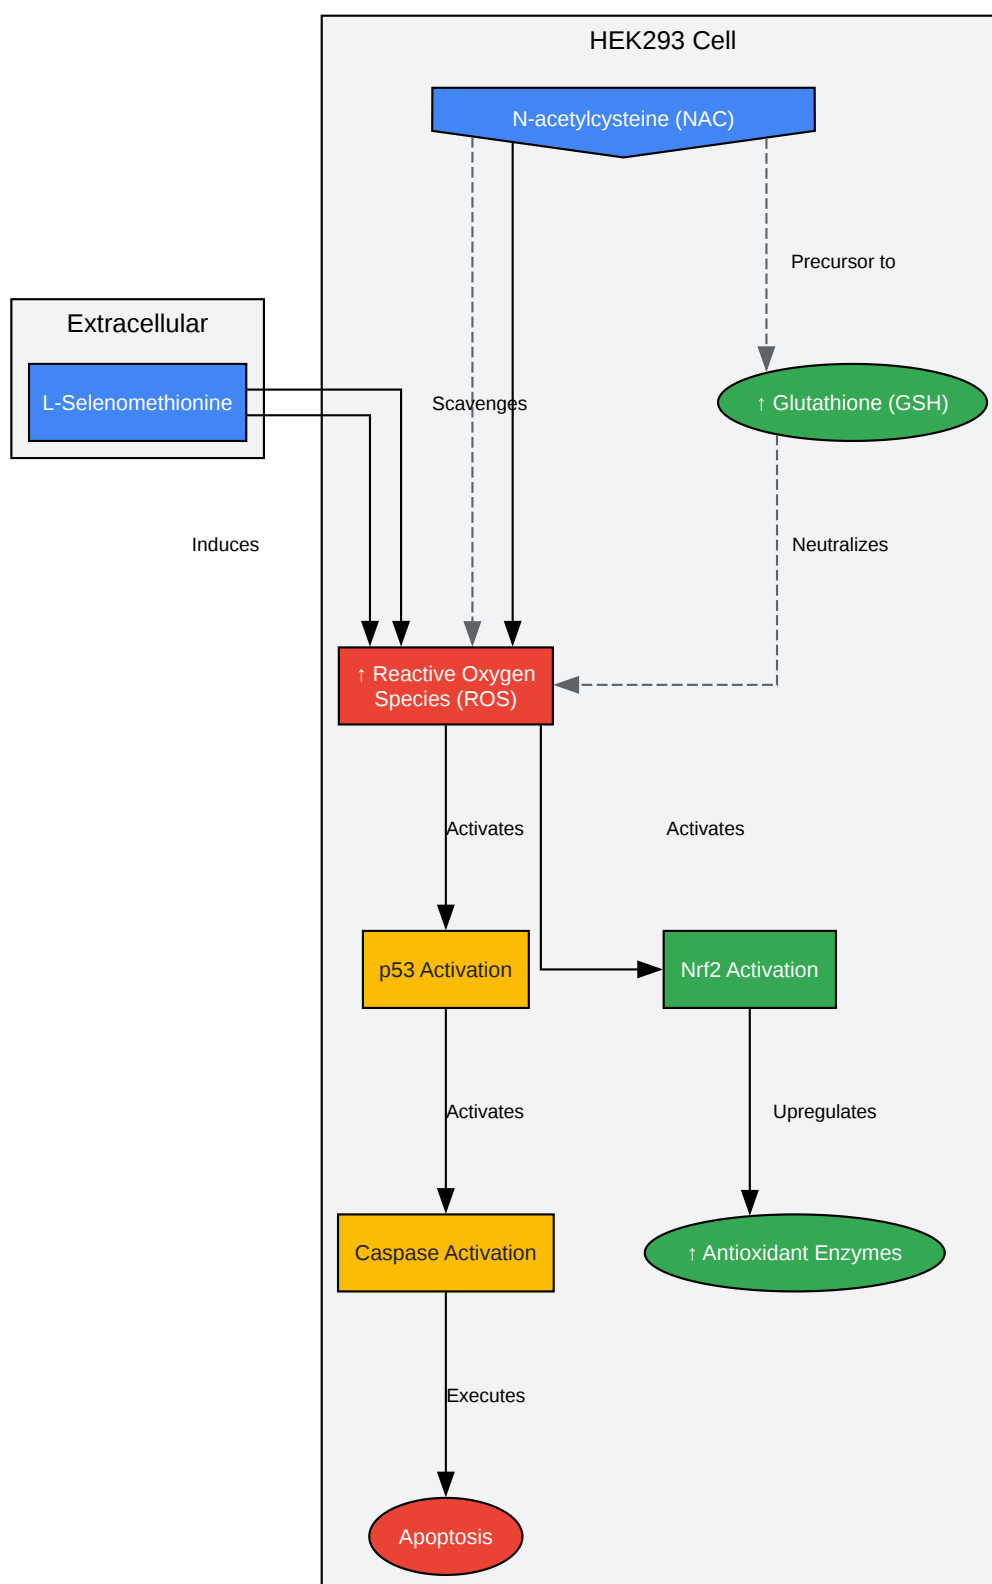 HEK293 Cell
N-acetylcysteine (NAC)
Precursor to
Extracellular
L-Selenomethionine
Scavenges
↑ Glutathione (GSH)
Induces
Neutralizes
↑ Reactive Oxygen
Species (ROS)
Activates
Activates
p53 Activation
Nrf2 Activation
Activates
Upregulates
Caspase Activation
↑ Antioxidant Enzymes
Executes
Apoptosis